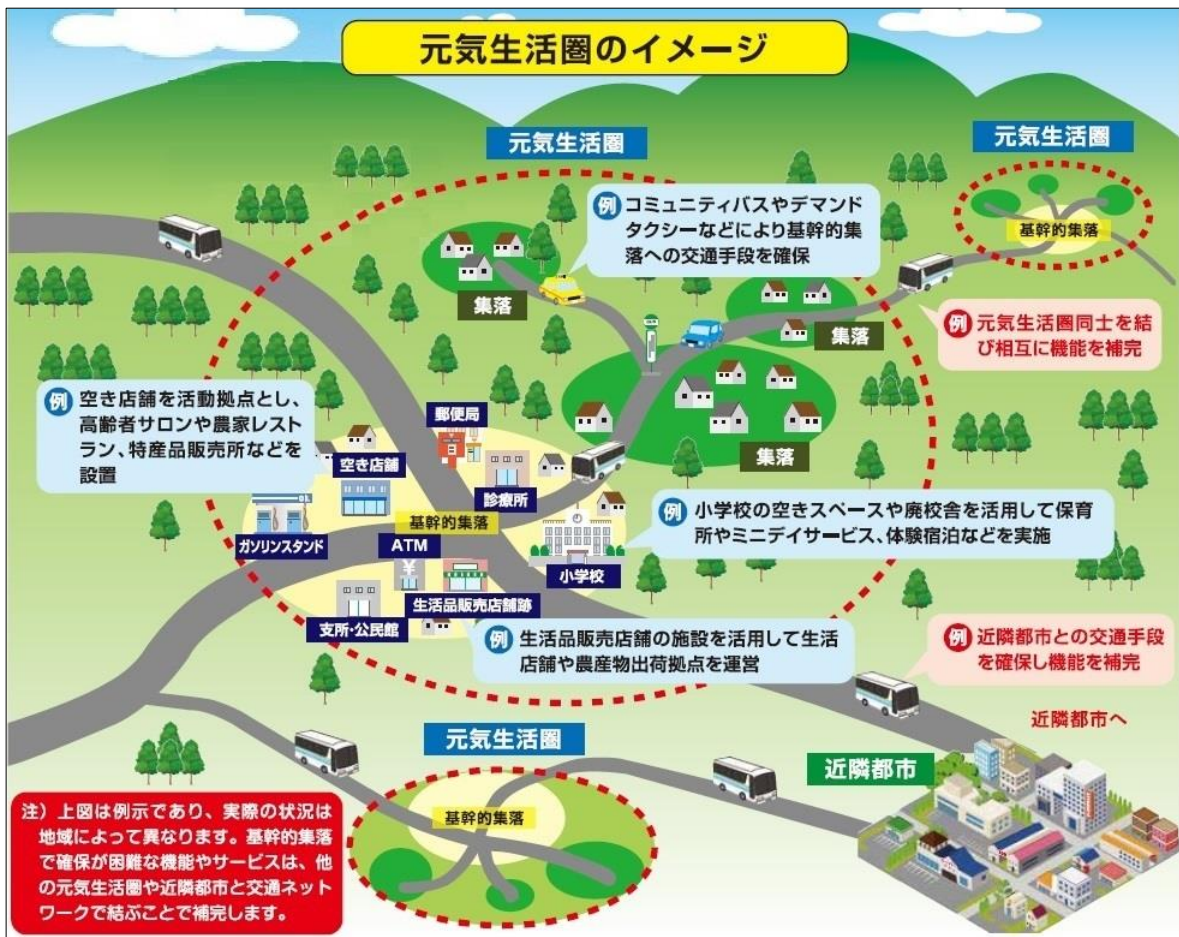 元気生活圏のイメージ
元気生活圏
元気生活圏
例 コミュニティバスやデマンド
タクシーなどにより基幹的集
落への交通手段を確保
基幹的集落
集落
集落
例 元気生活圏同士を結
び相互に機能を補完
例 空き店舗を活動拠点とし、
高齢者サロンや農家レスト
ラン、特産品販売所などを
設置
郵便局
空き店舗
診療所
集落
OIL
ガソリンスタンド
基幹的集落
ATM
¥
小学校
例 小学校の空きスペースや廃校舎を活用して保育
所やミニデイサービス、体験宿泊などを実施
生活品販売店舗跡
支所・公民館
例 生活品販売店舗の施設を活用して生活
店舗や農産物出荷拠点を運営
例 近隣都市との交通手段
を確保し機能を補完
近隣都市へ
元気生活圏
近隣都市
基幹的集落
注）上図は例示であり、実際の状況は
地域によって異なります。基幹的集落
で確保が困難な機能やサービスは、他
の元気生活圏や近隣都市と交通ネット
ワークで結ぶことで補完します。